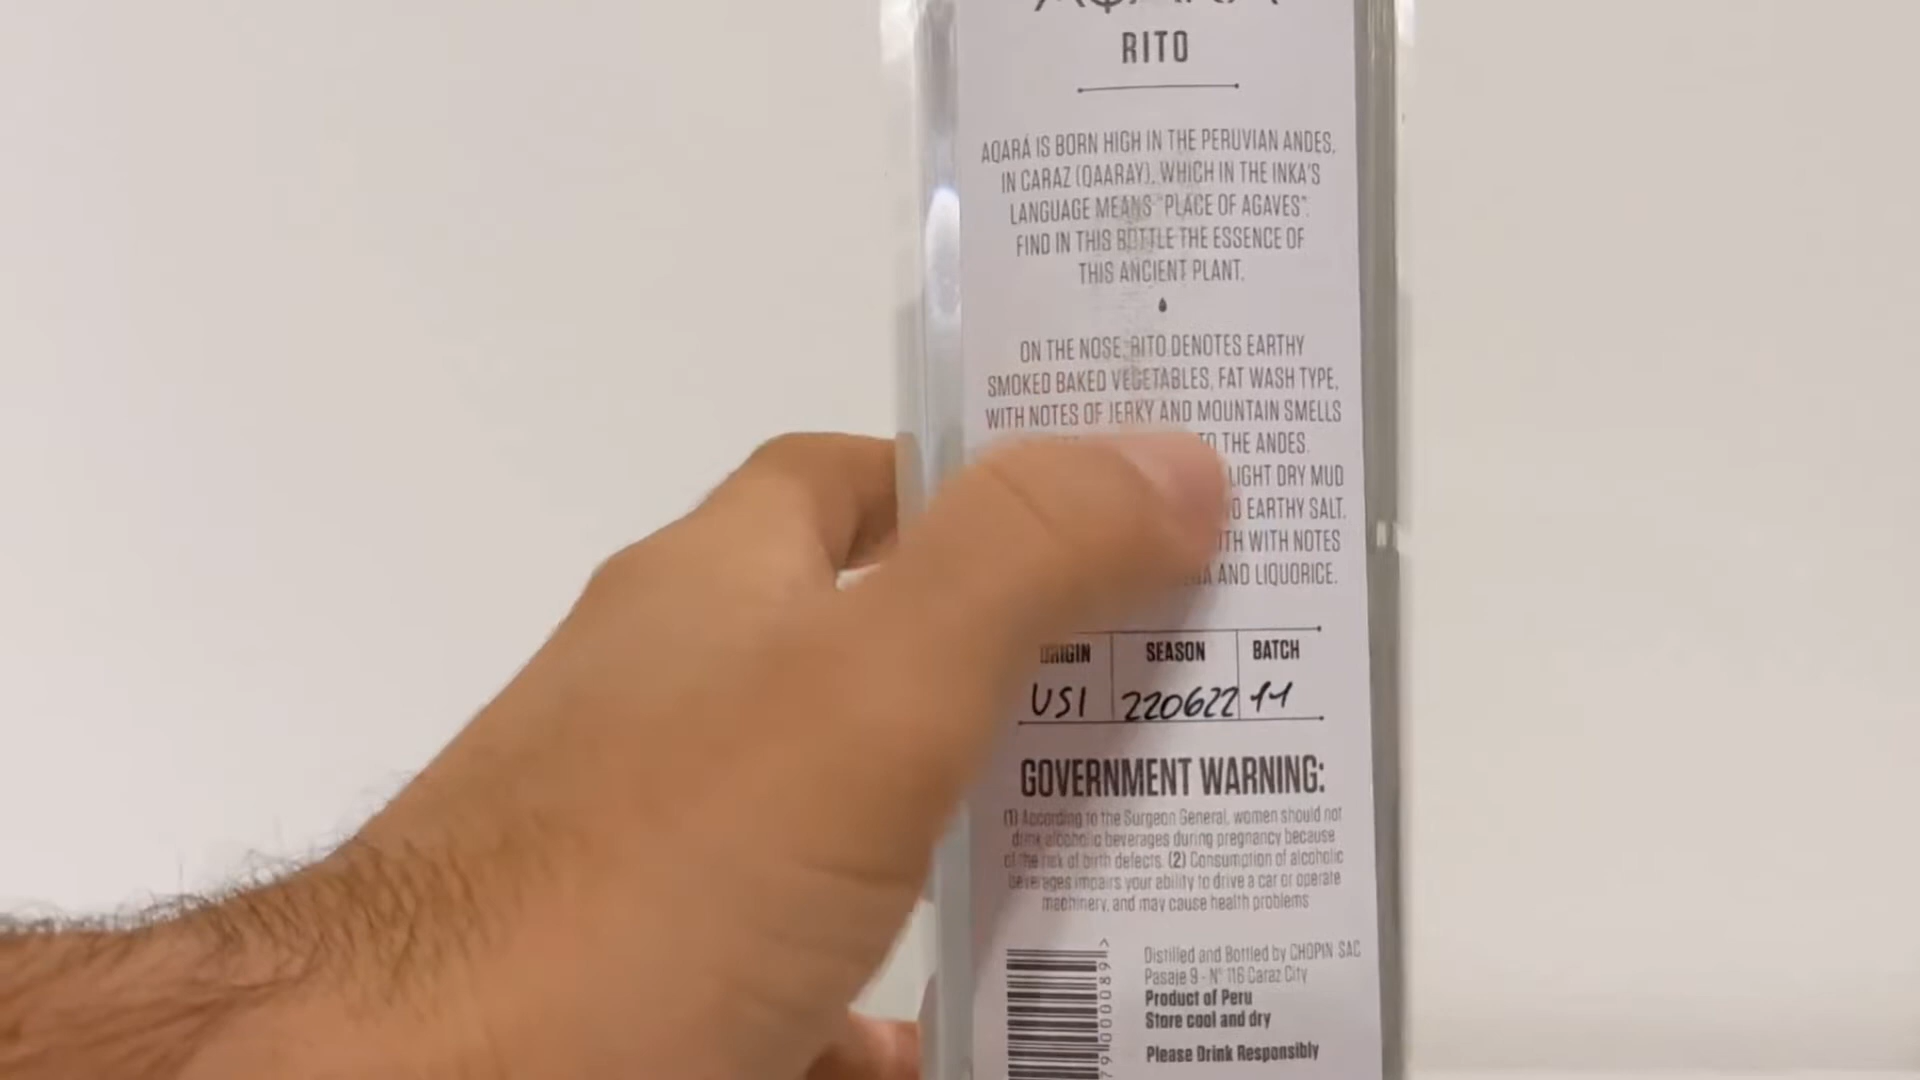 RITO
AQARÁ IS BORN HIGH IN THE PERUVIAN ANDES,
IN CARAZ (QAARAY), WHICH IN THE INKA'S
LANGUAGE MEANS "PLACE OF AGAVES".
FIND IN THIS BOTTLE THE ESSENCE OF
THIS ANCIENT PLANT.
ON THE NOSE, RITO DENOTES EARTHY
SMOKED BAKED VEGETABLES, FAT WASH TYPE,
WITH NOTES OF JERKY AND MOUNTAIN SMELLS
TO THE ANDES.
LIGHT DRY MUD
EARTHY SALT.
WITH NOTES
AND LIQUORICE.
ORIGIN SEASON BATCH
USI 220622 11
GOVERNMENT WARNING:
(1) According to the Surgeon General, women should not
drink alcoholic beverages during pregnancy because
of the risk of birth defects. (2) Consumption of alcoholic
beverages impairs your ability to drive a car or operate
machinery, and may cause health problems
Distilled and Bottled by CHOPIN SAC
Pasaje 9 - N° 116 Caraz City
Product of Peru
Store cool and dry
Please Drink Responsibly